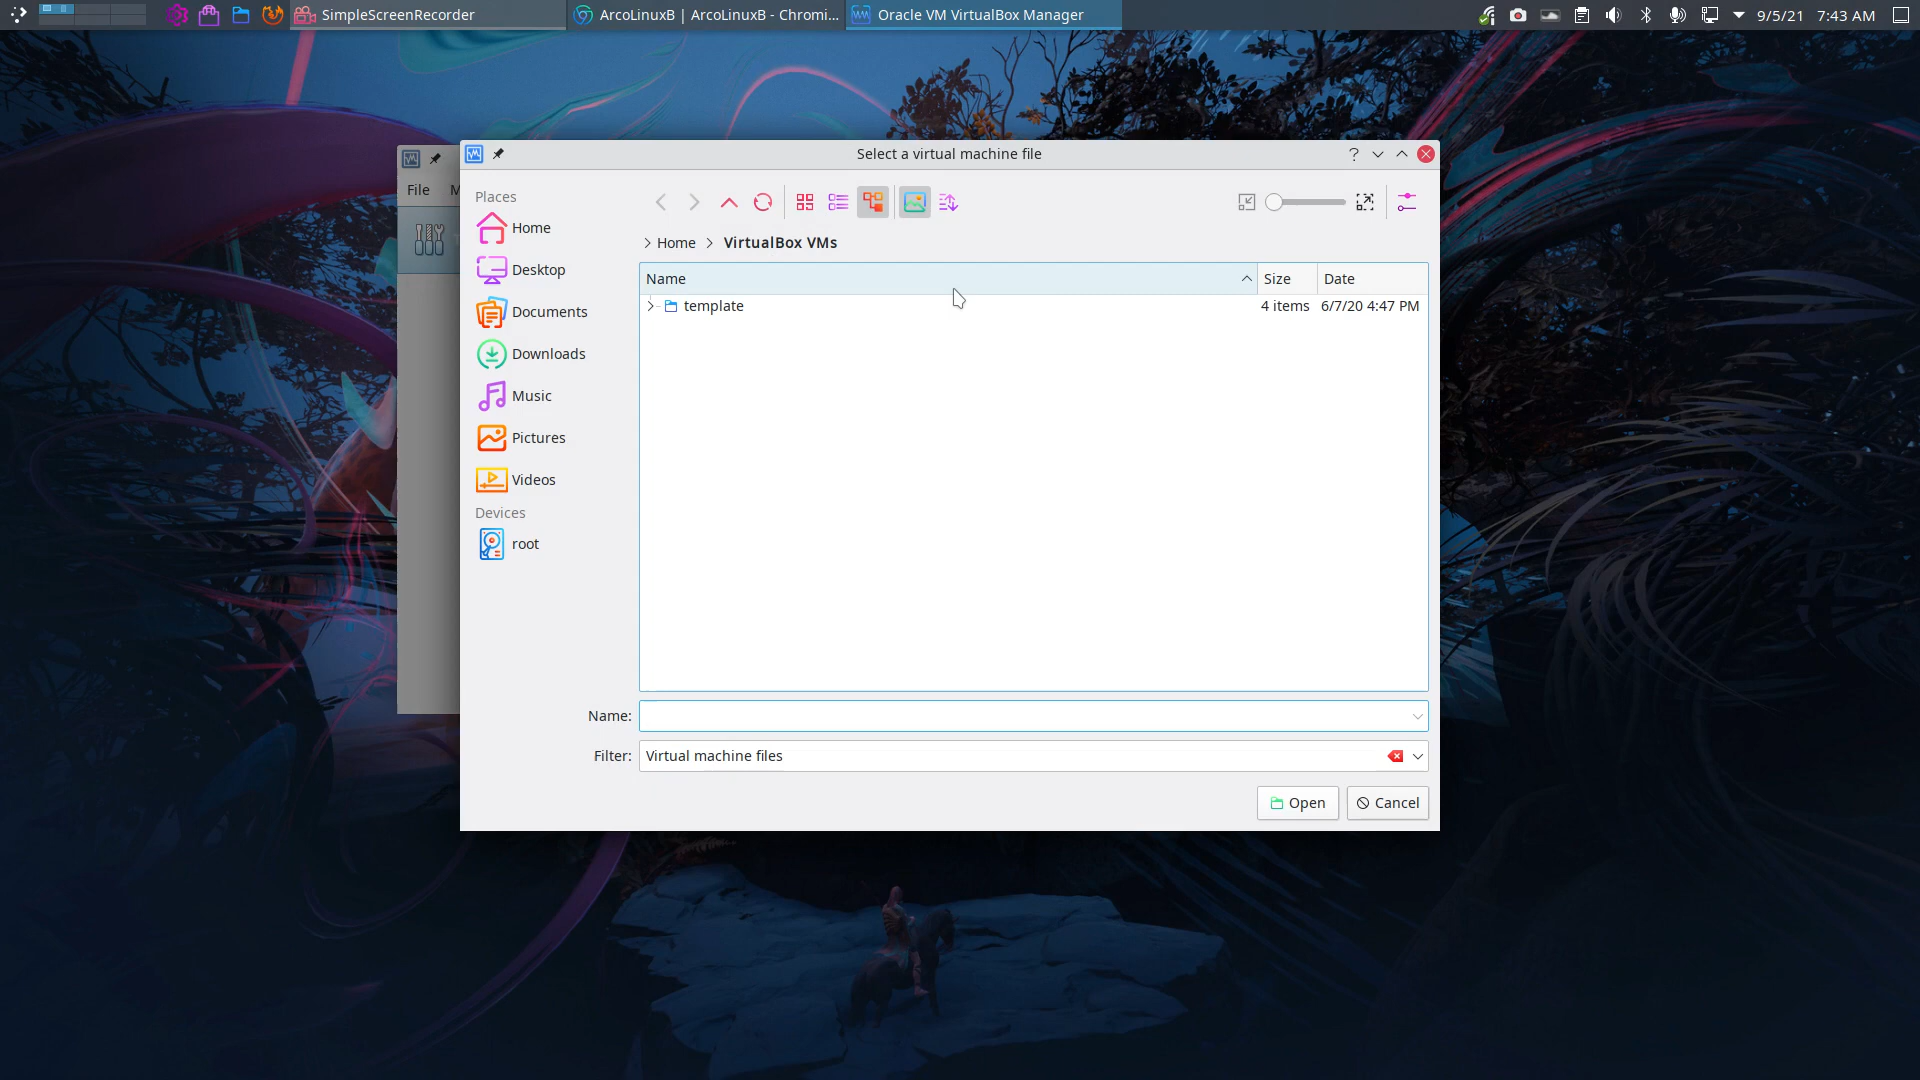 SimpleScreenRecorder
ArcoLinuxB | ArcoLinuxB - Chromi...
Oracle VM VirtualBox Manager
9/5/21 7:43 AM
Select a virtual machine file
File
M
Places
Home
Desktop
Documents
Downloads
Music
Pictures
Videos
Devices
root
> Home > VirtualBox VMs
Name Size Date
template 4 items 6/7/20 4:47 PM
Name:
Filter: Virtual machine files
Open Cancel